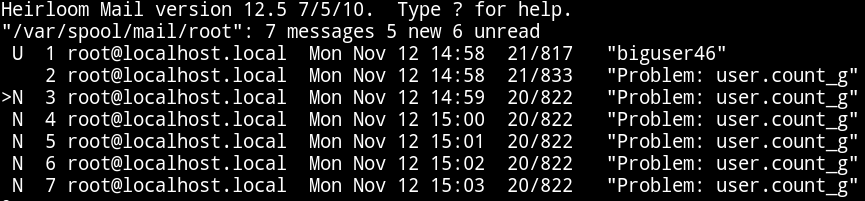 Heirloom Mail version 12.5 7/5/10.  Type ? for help.
"/var/spool/mail/root": 7 messages 5 new 6 unread
 U  1 root@localhost.local  Mon Nov 12 14:58  21/817   "biguser46"
    2 root@localhost.local  Mon Nov 12 14:58  21/833   "Problem: user.count_g"
>N  3 root@localhost.local  Mon Nov 12 14:59  20/822   "Problem: user.count_g"
 N  4 root@localhost.local  Mon Nov 12 15:00  20/822   "Problem: user.count_g"
 N  5 root@localhost.local  Mon Nov 12 15:01  20/822   "Problem: user.count_g"
 N  6 root@localhost.local  Mon Nov 12 15:02  20/822   "Problem: user.count_g"
 N  7 root@localhost.local  Mon Nov 12 15:03  20/822   "Problem: user.count_g"